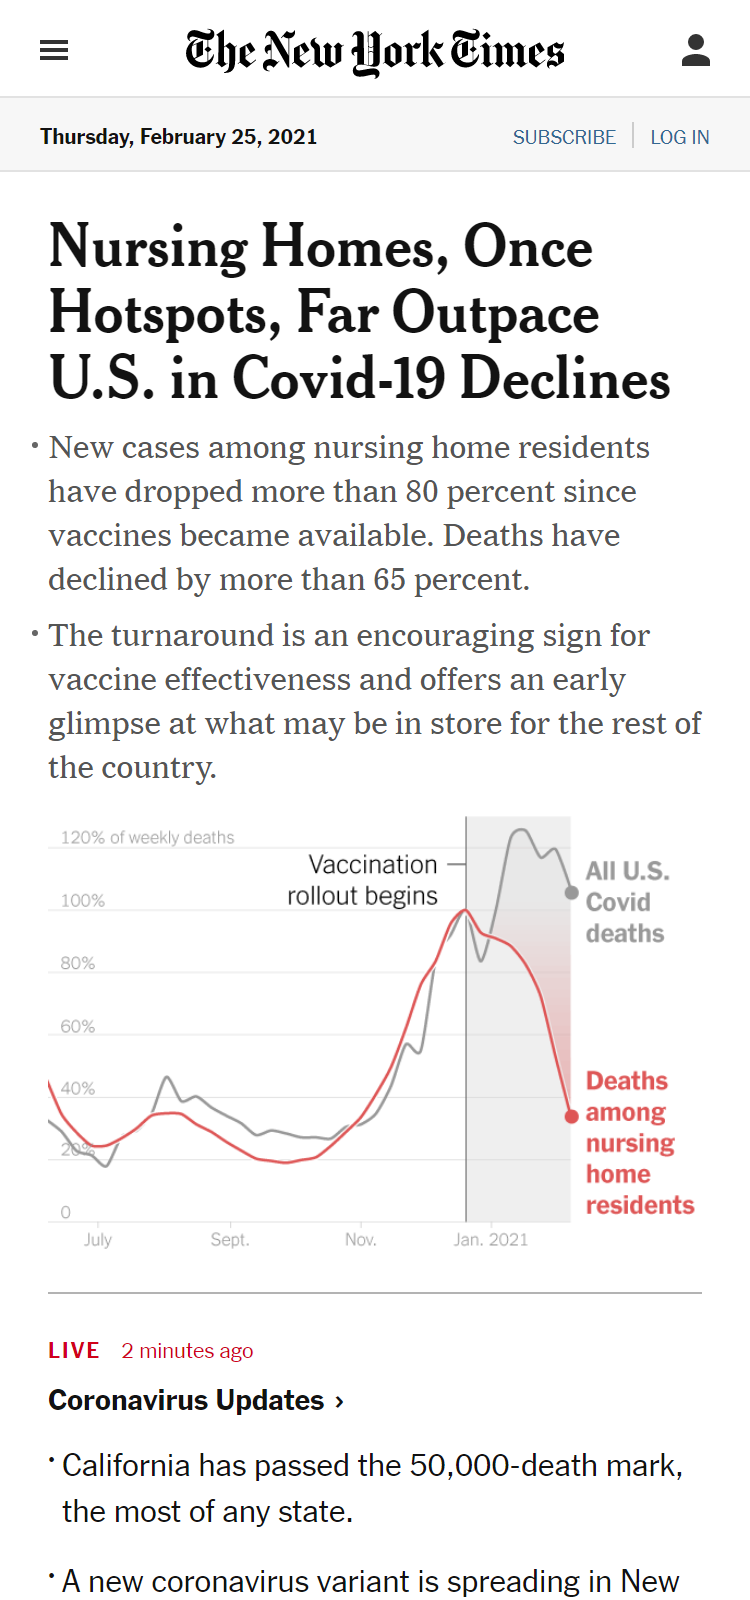 The New York Times
Thursday, February 25, 2021
SUBSCRIBE LOG IN
Nursing Homes, Once
Hotspots, Far Outpace
U.S. in Covid-19 Declines
• New cases among nursing home residents
have dropped more than 80 percent since
vaccines became available. Deaths have
declined by more than 65 percent.
• The turnaround is an encouraging sign for
vaccine effectiveness and offers an early
glimpse at what may be in store for the rest of
the country.
120% of weekly deaths
Vaccination
rollout begins
All U.S.
Covid
deaths
100%
80%
60%
40%
20%
0
Deaths
among
nursing
home
residents
July Sept. Nov. Jan. 2021
LIVE 2 minutes ago
Coronavirus Updates ›
• California has passed the 50,000-death mark,
the most of any state.
• A new coronavirus variant is spreading in New